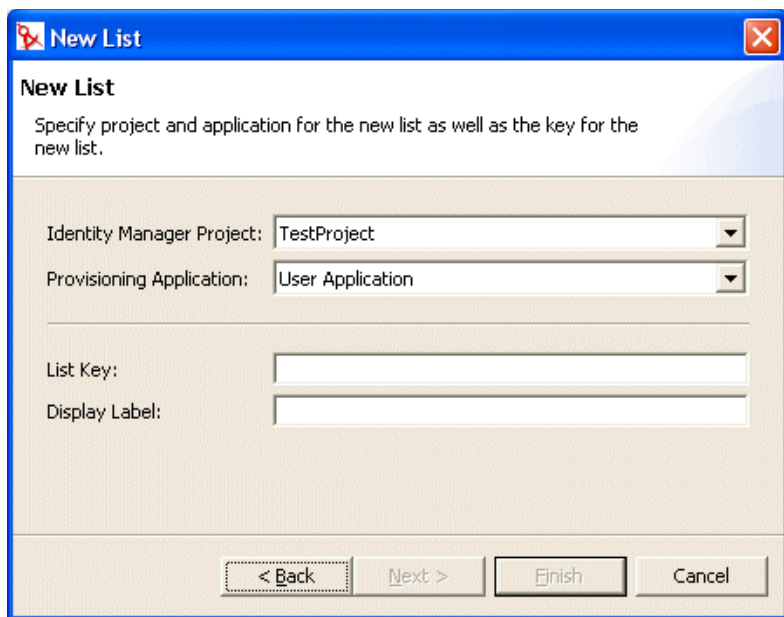 New List
New List
Specify project and application for the new list as well as the key for the
new list.
Identity Manager Project: TestProject
Provisioning Application: User Application
List Key:
Display Label:
< Back Next > Finish Cancel